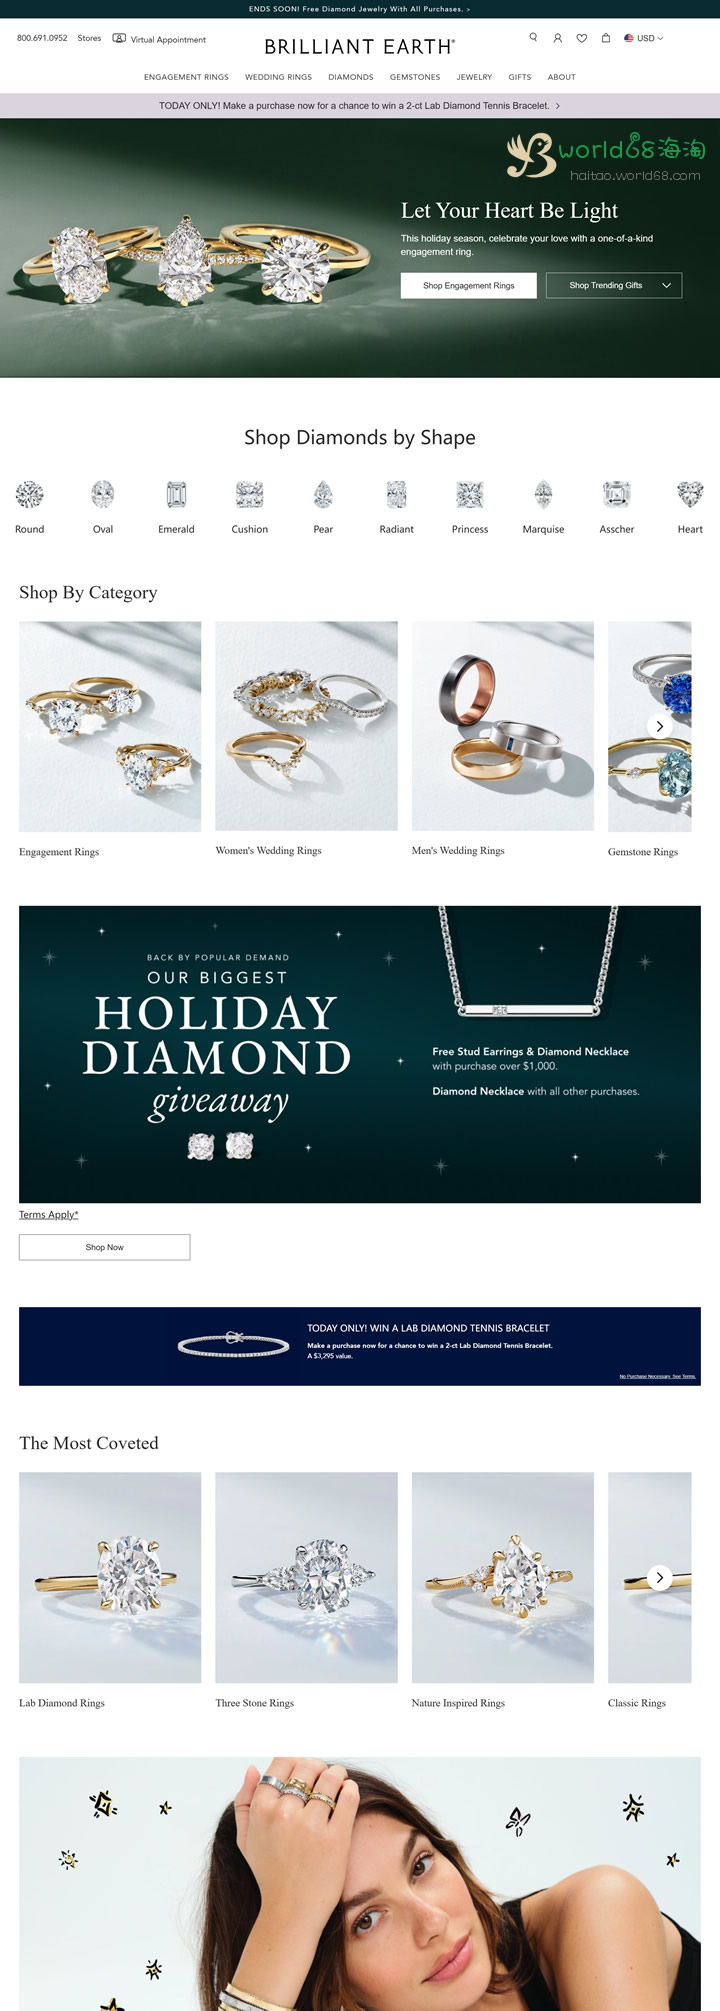 ENDS SOON! Free Diamond Jewelry With All Purchases. >
800.691.0952 Stores Virtual Appointment
BRILLIANT EARTH®
USD
ENGAGEMENT RINGS WEDDING RINGS DIAMONDS GEMSTONES JEWELRY GIFTS ABOUT
TODAY ONLY! Make a purchase now for a chance to win a 2-ct Lab Diamond Tennis Bracelet. >
world68海淘
haitao.world68.com
Let Your Heart Be Light
This holiday season, celebrate your love with a one-of-a-kind
engagement ring.
Shop Engagement Rings
Shop Trending Gifts
Shop Diamonds by Shape
Round Oval Emerald Cushion Pear Radiant Princess Marquise Asscher Heart
Shop By Category
Engagement Rings
Women's Wedding Rings
Men's Wedding Rings
Gemstone Rings
BACK BY POPULAR DEMAND
OUR BIGGEST
HOLIDAY
DIAMOND
giveaway
Free Stud Earrings & Diamond Necklace
with purchase over $1,000.
Diamond Necklace with all other purchases.
Terms Apply*
Shop Now
TODAY ONLY! WIN A LAB DIAMOND TENNIS BRACELET
Make a purchase now for a chance to win a 2-ct Lab Diamond Tennis Bracelet.
A $3,295 value.
No Purchase Necessary. See Terms.
The Most Coveted
Lab Diamond Rings
Three Stone Rings
Nature Inspired Rings
Classic Rings